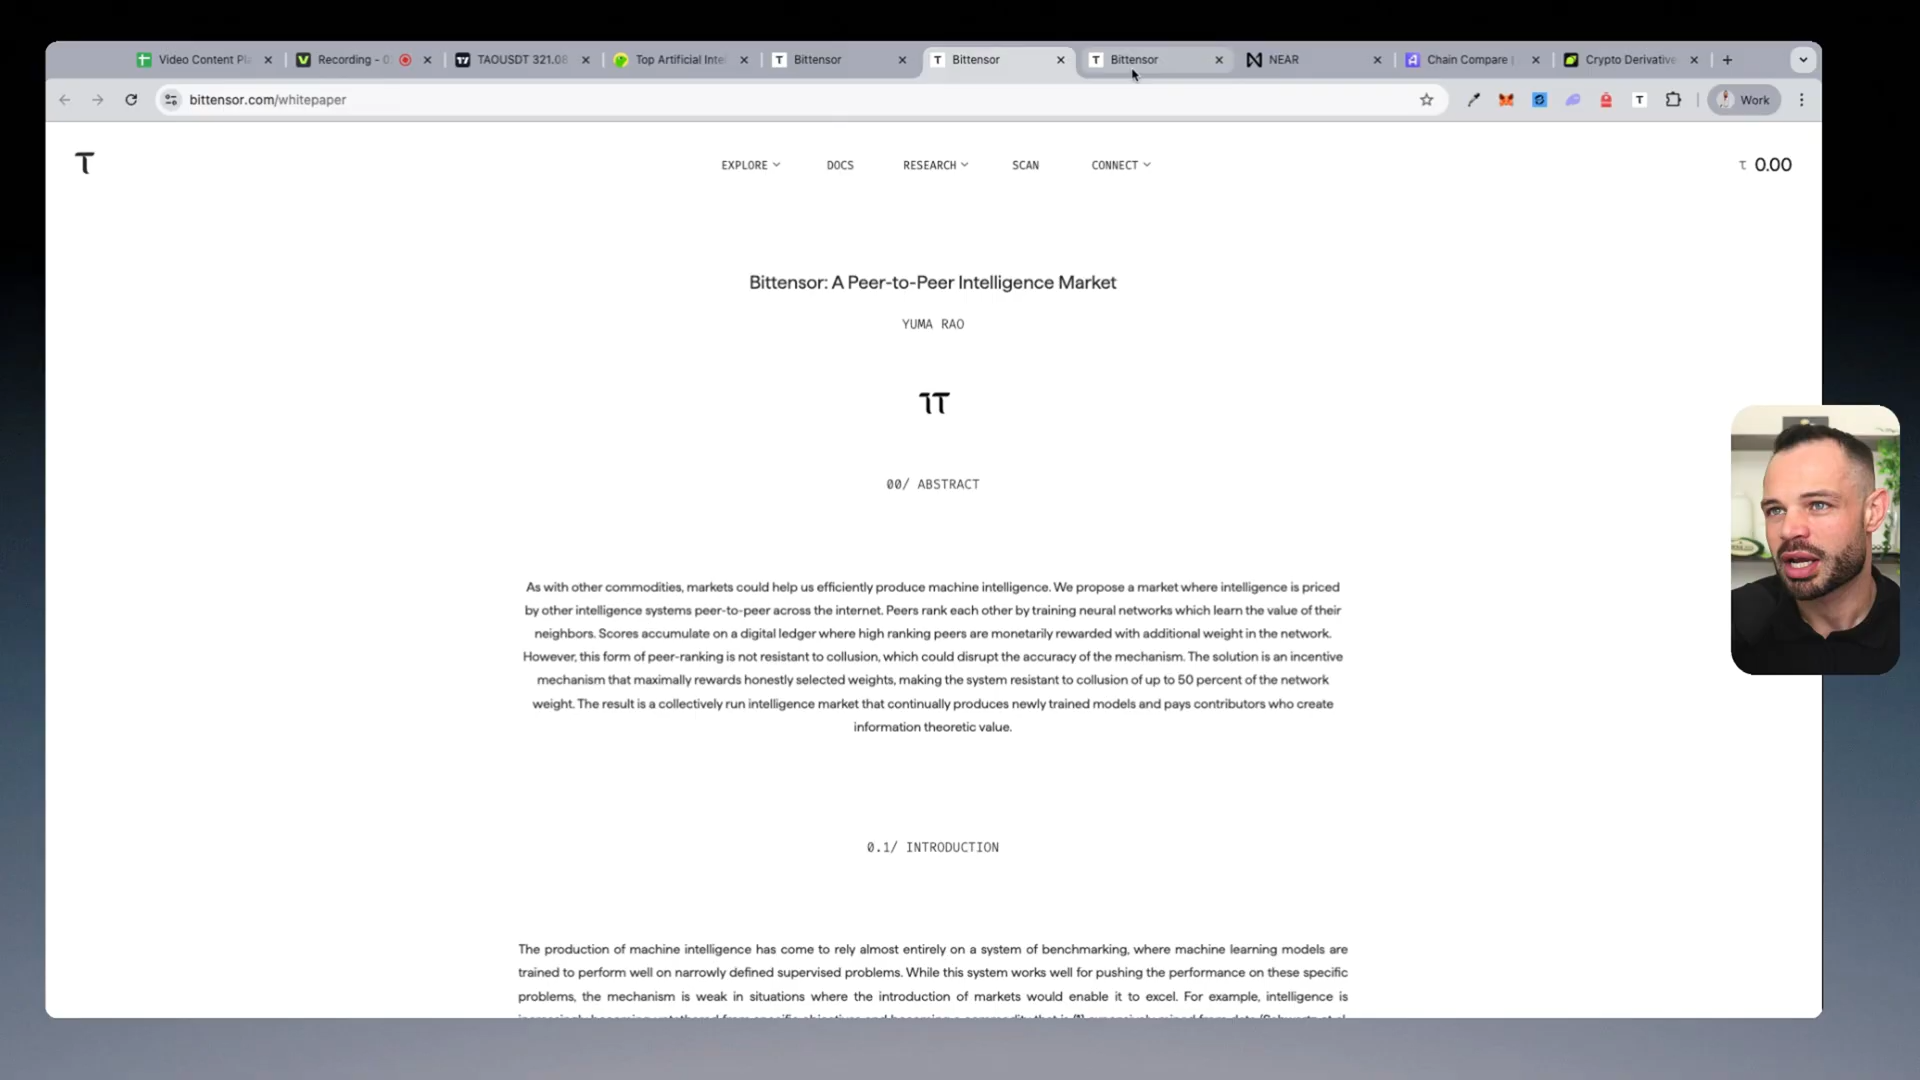 Video Content Pl
Recording - 0
TAOUSDT 321.08
Top Artificial Inte
Bittensor
Bittensor
Bittensor
NEAR
Chain Compare
Crypto Derivative
bittensor.com/whitepaper
Work
EXPLORE
DOCS
RESEARCH
SCAN
CONNECT
τ 0.00
Bittensor: A Peer-to-Peer Intelligence Market
YUMA RAO
00/ ABSTRACT
As with other commodities, markets could help us efficiently produce machine intelligence. We propose a market where intelligence is priced
by other intelligence systems peer-to-peer across the internet. Peers rank each other by training neural networks which learn the value of their
neighbors. Scores accumulate on a digital ledger where high ranking peers are monetarily rewarded with additional weight in the network.
However, this form of peer-ranking is not resistant to collusion, which could disrupt the accuracy of the mechanism. The solution is an incentive
mechanism that maximally rewards honestly selected weights, making the system resistant to collusion of up to 50 percent of the network
weight. The result is a collectively run intelligence market that continually produces newly trained models and pays contributors who create
information theoretic value.
0.1/ INTRODUCTION
The production of machine intelligence has come to rely almost entirely on a system of benchmarking, where machine learning models are
trained to perform well on narrowly defined supervised problems. While this system works well for pushing the performance on these specific
problems, the mechanism is weak in situations where the introduction of markets would enable it to excel. For example, intelligence is